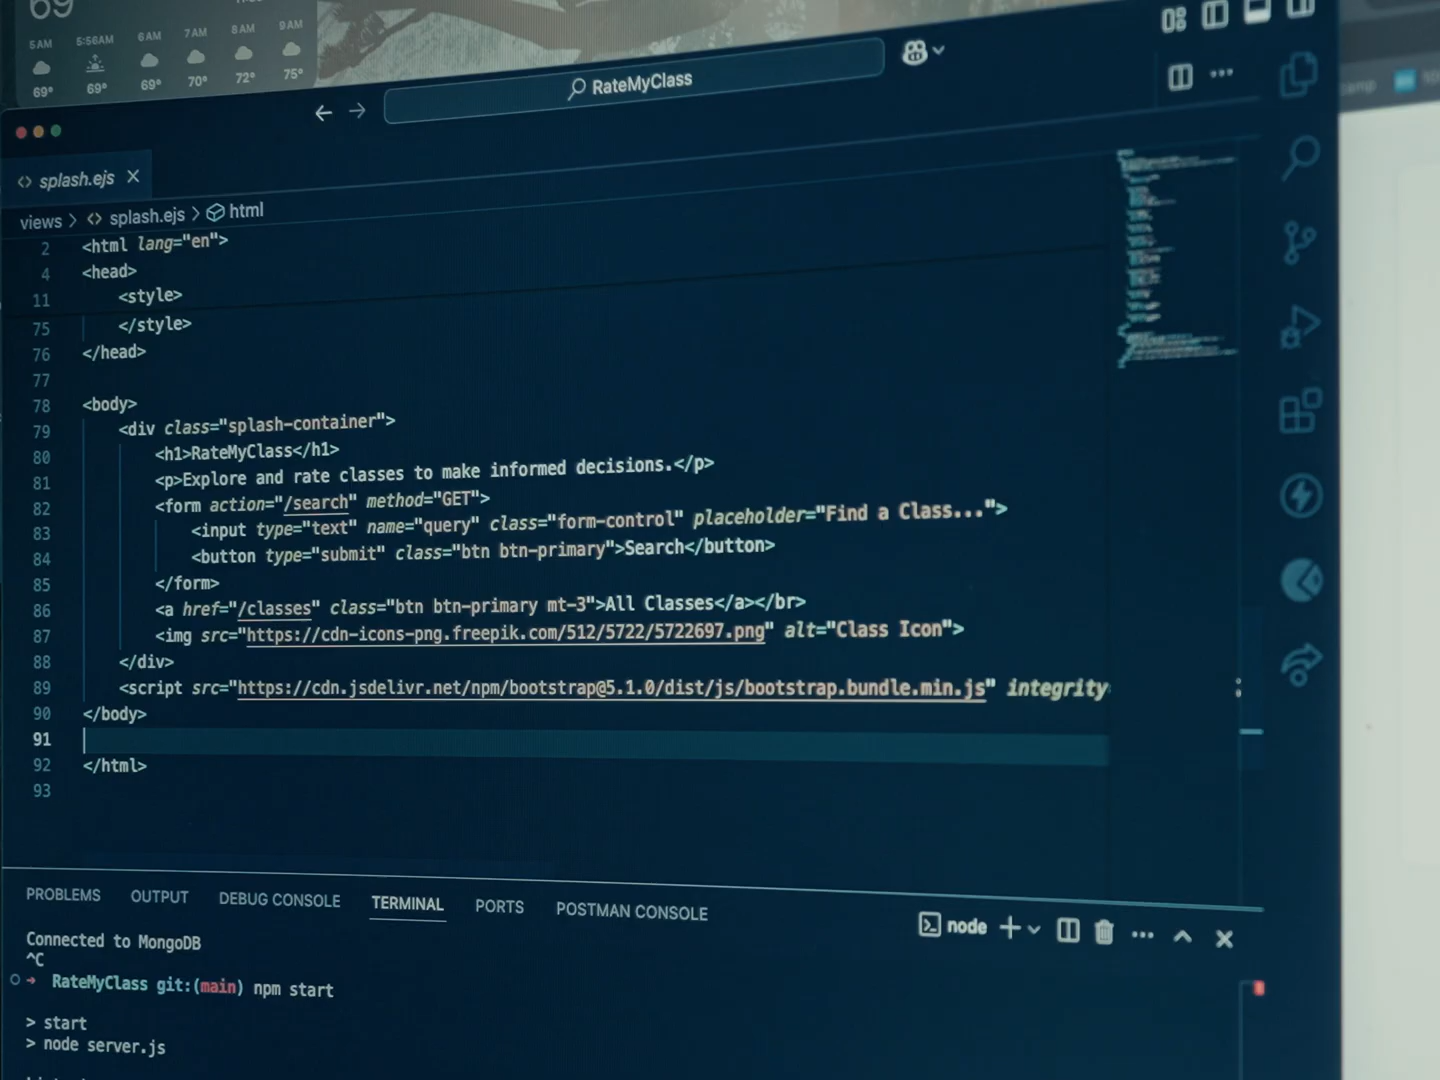 69
5AM 5:56AM 6AM 7AM 8AM 9AM
69° 69° 69° 70° 72° 75°
RateMyClass
splash.ejs
views > splash.ejs > html
2 <html lang="en">
4 <head>
11 <style>
75 </style>
76 </head>
77
78 <body>
79 <div class="splash-container">
80 <h1>RateMyClass</h1>
81 <p>Explore and rate classes to make informed decisions.</p>
82 <form action="/search" method="GET">
83 <input type="text" name="query" class="form-control" placeholder="Find a Class...">
84 <button type="submit" class="btn btn-primary">Search</button>
85 </form>
86 <a href="/classes" class="btn btn-primary mt-3">All Classes</a></br>
87 <img src="https://cdn-icons-png.freepik.com/512/5722/5722697.png" alt="Class Icon">
88 </div>
89 <script src="https://cdn.jsdelivr.net/npm/bootstrap@5.1.0/dist/js/bootstrap.bundle.min.js" integrity
90 </body>
91
92 </html>
93
PROBLEMS OUTPUT DEBUG CONSOLE TERMINAL PORTS POSTMAN CONSOLE
node
Connected to MongoDB
^C
RateMyClass git:(main) npm start
> start
> node server.js